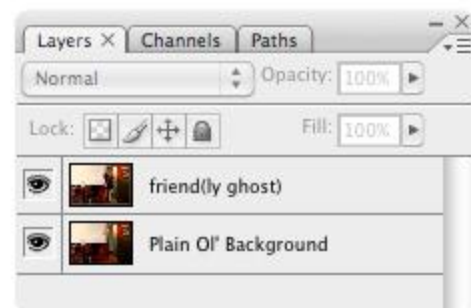 Layers × Channels Paths
Normal Opacity: 100%
Lock: Fill: 100%
friend(ly ghost)
Plain Ol' Background